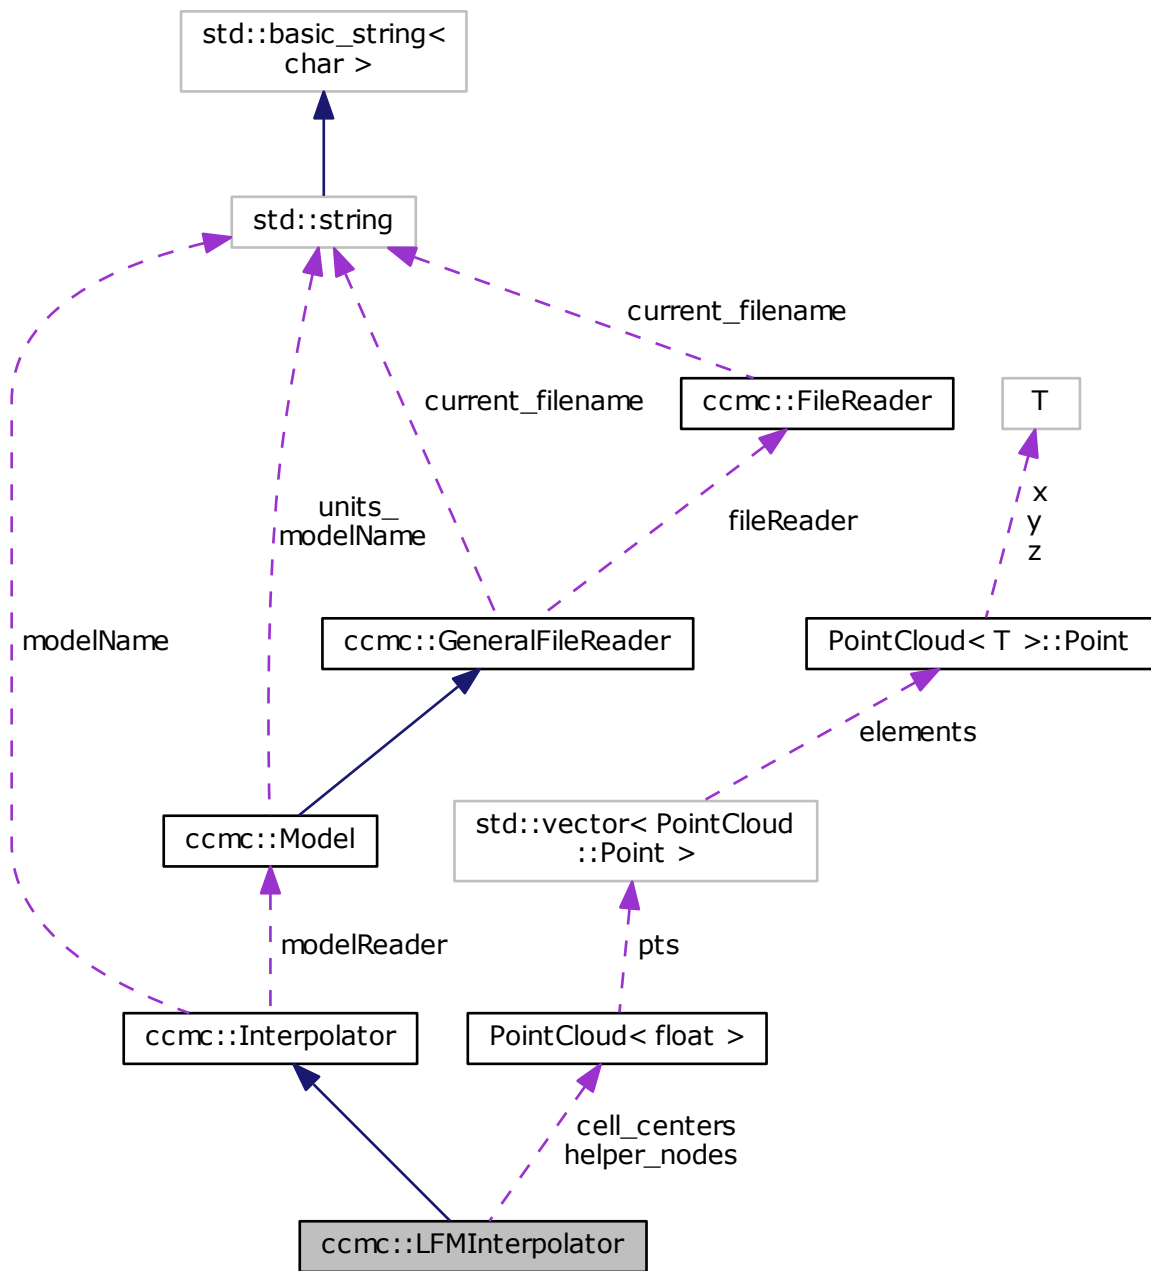 std::basic_string<
char >
std::string
current_filename
current_filename
ccmc::FileReader
T
units_
modelName
fileReader
x
y
z
modelName
ccmc::GeneralFileReader
PointCloud< T >::Point
elements
ccmc::Model
std::vector< PointCloud
::Point >
modelReader
pts
ccmc::Interpolator
PointCloud< float >
cell_centers
helper_nodes
ccmc::LFMInterpolator